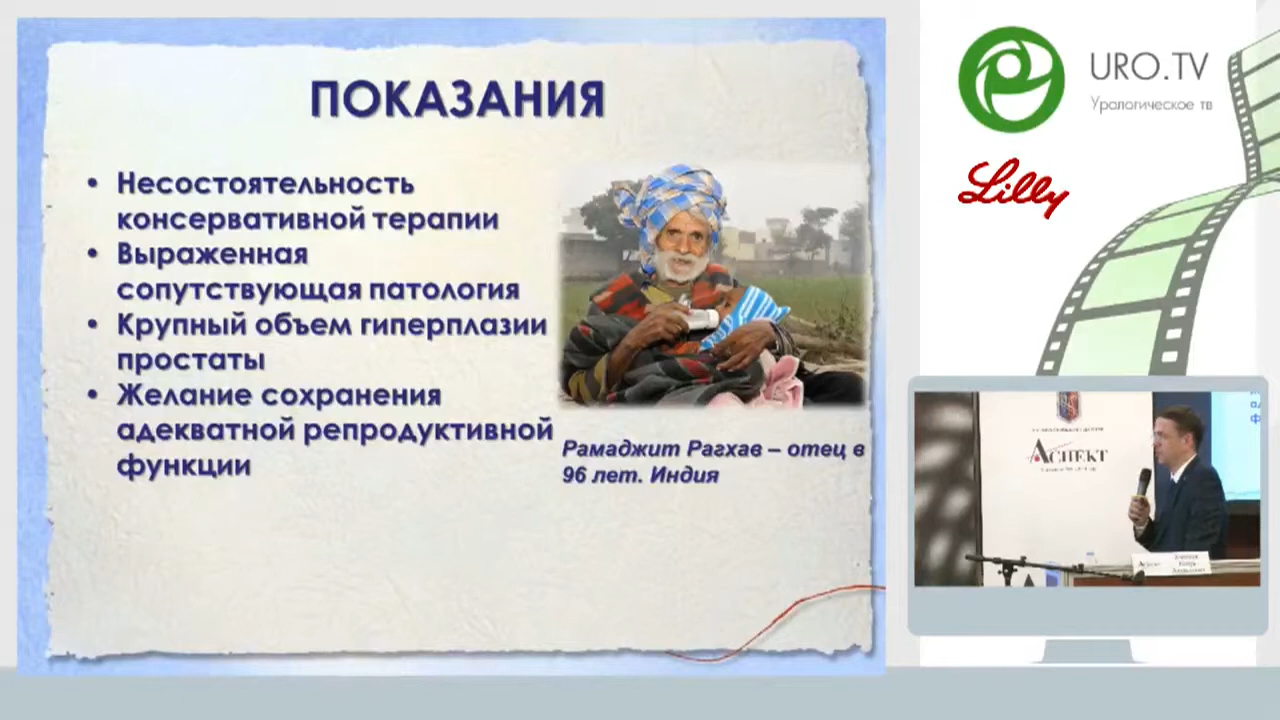 ПОКАЗАНИЯ
• Несостоятельность
консервативной терапии
• Выраженная
сопутствующая патология
• Крупный объем гиперплазии
простаты
• Желание сохранения
адекватной репродуктивной
функции
Рамаджит Рагхав – отец в
96 лет. Индия
URO.TV
Урологическое тв
Lilly
АСПЕКТ